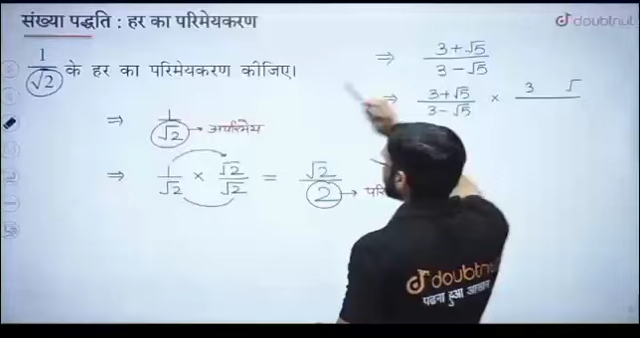 संख्या पद्धति : हर का परिमेयकरण
doubtnut
1/√2 के हर का परिमेयकरण कीजिए।
⇒ 1/√2 → अपरिमेय
⇒ 1/√2 × √2/√2 = √2/2 → परि
⇒ 3+√5/3-√5
⇒ 3+√5/3-√5 × 3 √
doubtnut
पढना हुआ आसान